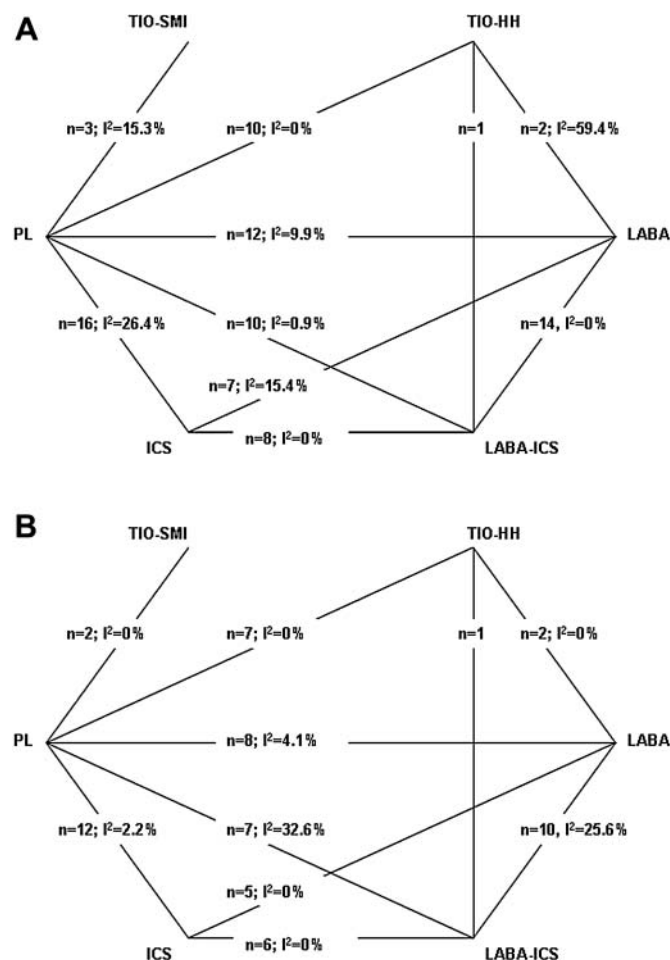 A
TIO-SMI TIO-HH
n=3; I²=15.3% n=10; I²=0% n=1 n=2; I²=59.4%
PL n=12; I²=9.9% LABA
n=16; I²=26.4% n=10; I²=0.9% n=14, I²=0%
n=7; I²=15.4%
ICS n=8; I²=0% LABA-ICS
B
TIO-SMI TIO-HH
n=2; I²=0% n=7; I²=0% n=1 n=2; I²=0%
PL n=8; I²=4.1% LABA
n=12; I²=2.2% n=7; I²=32.6% n=10, I²=25.6%
n=5; I²=0%
ICS n=6; I²=0% LABA-ICS